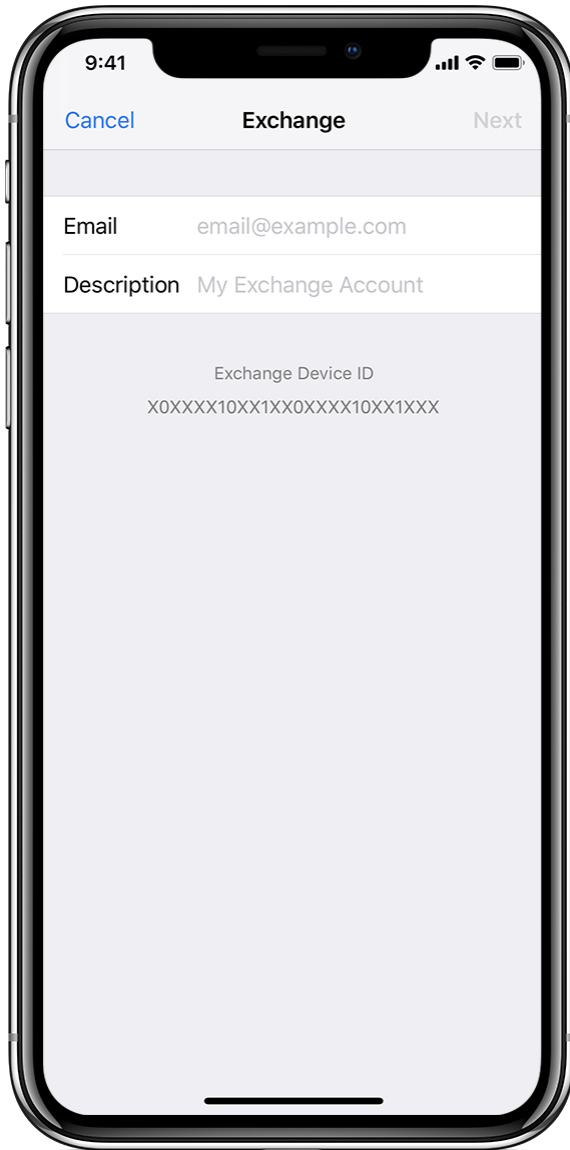 9:41
Cancel Exchange Next
Email email@example.com
Description My Exchange Account
Exchange Device ID
X0XXXX10XX1XX0XXXX10XX1XXX